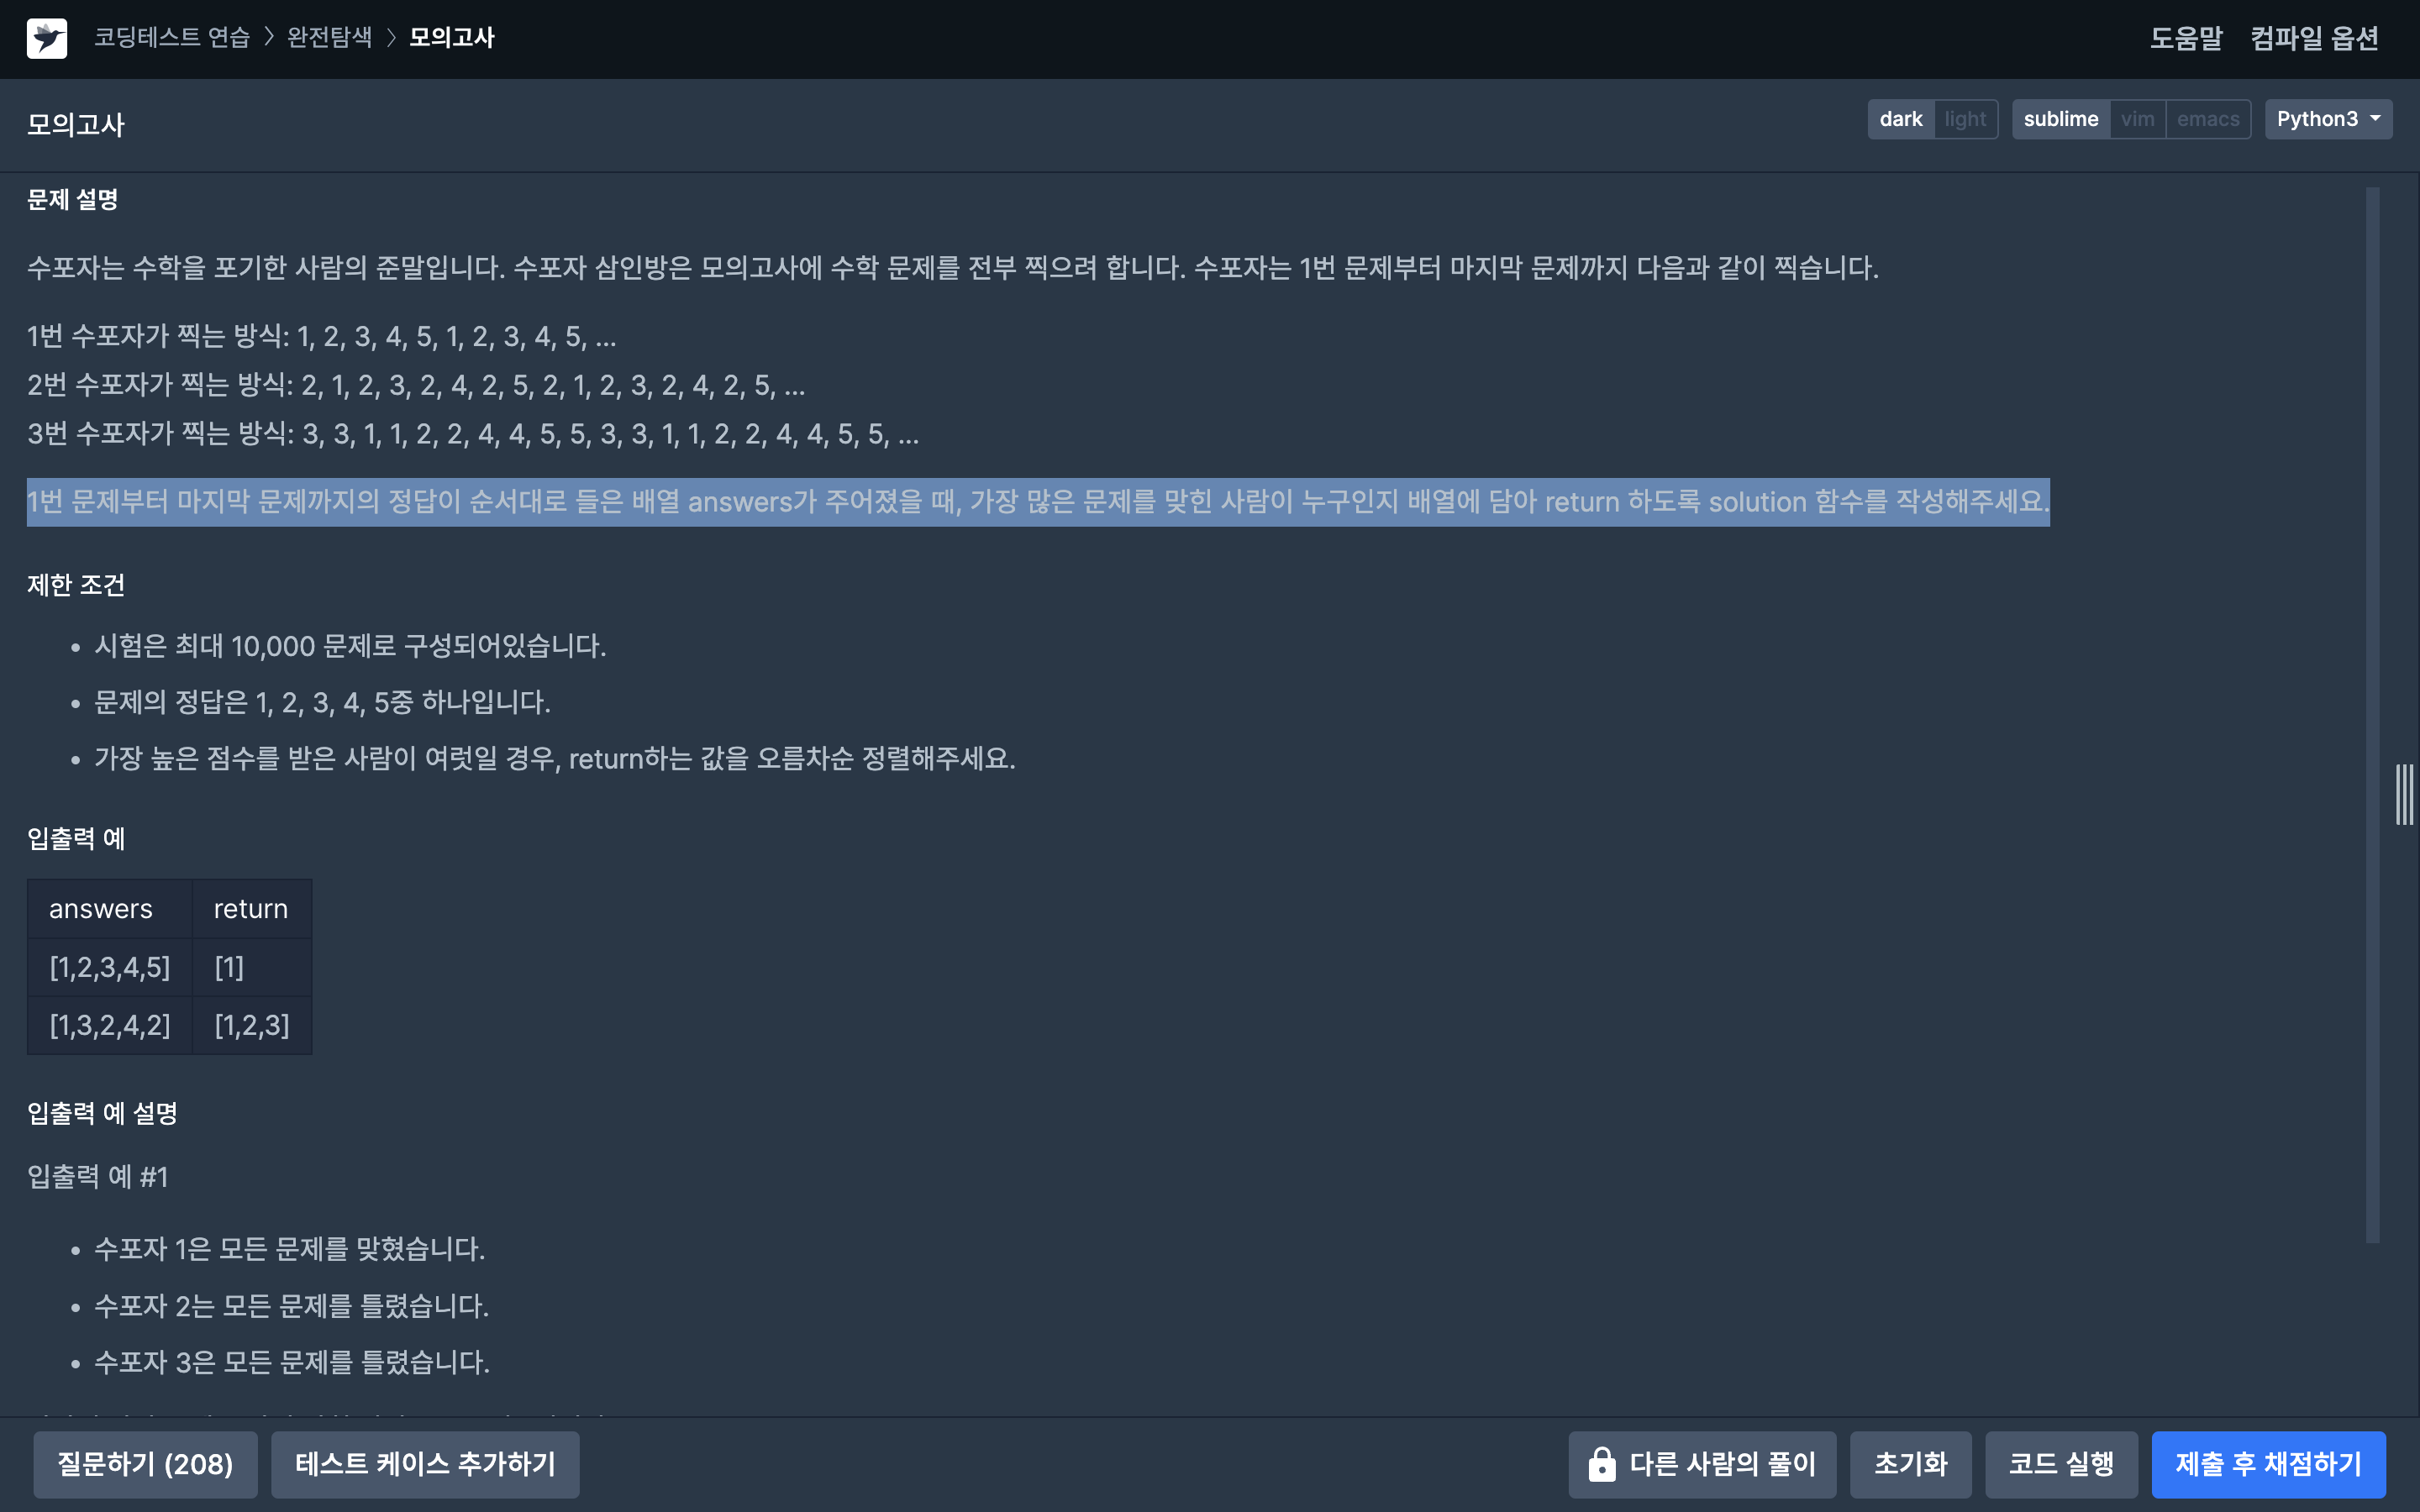 코딩테스트 연습 > 완전탐색 > 모의고사
도움말 컴파일 옵션
모의고사
dark light sublime vim emacs Python3
문제 설명
수포자는 수학을 포기한 사람의 준말입니다. 수포자 삼인방은 모의고사에 수학 문제를 전부 찍으려 합니다. 수포자는 1번 문제부터 마지막 문제까지 다음과 같이 찍습니다.
1번 수포자가 찍는 방식: 1, 2, 3, 4, 5, 1, 2, 3, 4, 5, ...
2번 수포자가 찍는 방식: 2, 1, 2, 3, 2, 4, 2, 5, 2, 1, 2, 3, 2, 4, 2, 5, ...
3번 수포자가 찍는 방식: 3, 3, 1, 1, 2, 2, 4, 4, 5, 5, 3, 3, 1, 1, 2, 2, 4, 4, 5, 5, ...
1번 문제부터 마지막 문제까지의 정답이 순서대로 들은 배열 answers가 주어졌을 때, 가장 많은 문제를 맞힌 사람이 누구인지 배열에 담아 return 하도록 solution 함수를 작성해주세요.
제한 조건
• 시험은 최대 10,000 문제로 구성되어있습니다.
• 문제의 정답은 1, 2, 3, 4, 5중 하나입니다.
• 가장 높은 점수를 받은 사람이 여럿일 경우, return하는 값을 오름차순 정렬해주세요.
입출력 예
answers return
[1,2,3,4,5] [1]
[1,3,2,4,2] [1,2,3]
입출력 예 설명
입출력 예 #1
• 수포자 1은 모든 문제를 맞혔습니다.
• 수포자 2는 모든 문제를 틀렸습니다.
• 수포자 3은 모든 문제를 틀렸습니다.
질문하기 (208) 테스트 케이스 추가하기 다른 사람의 풀이 초기화 코드 실행 제출 후 채점하기